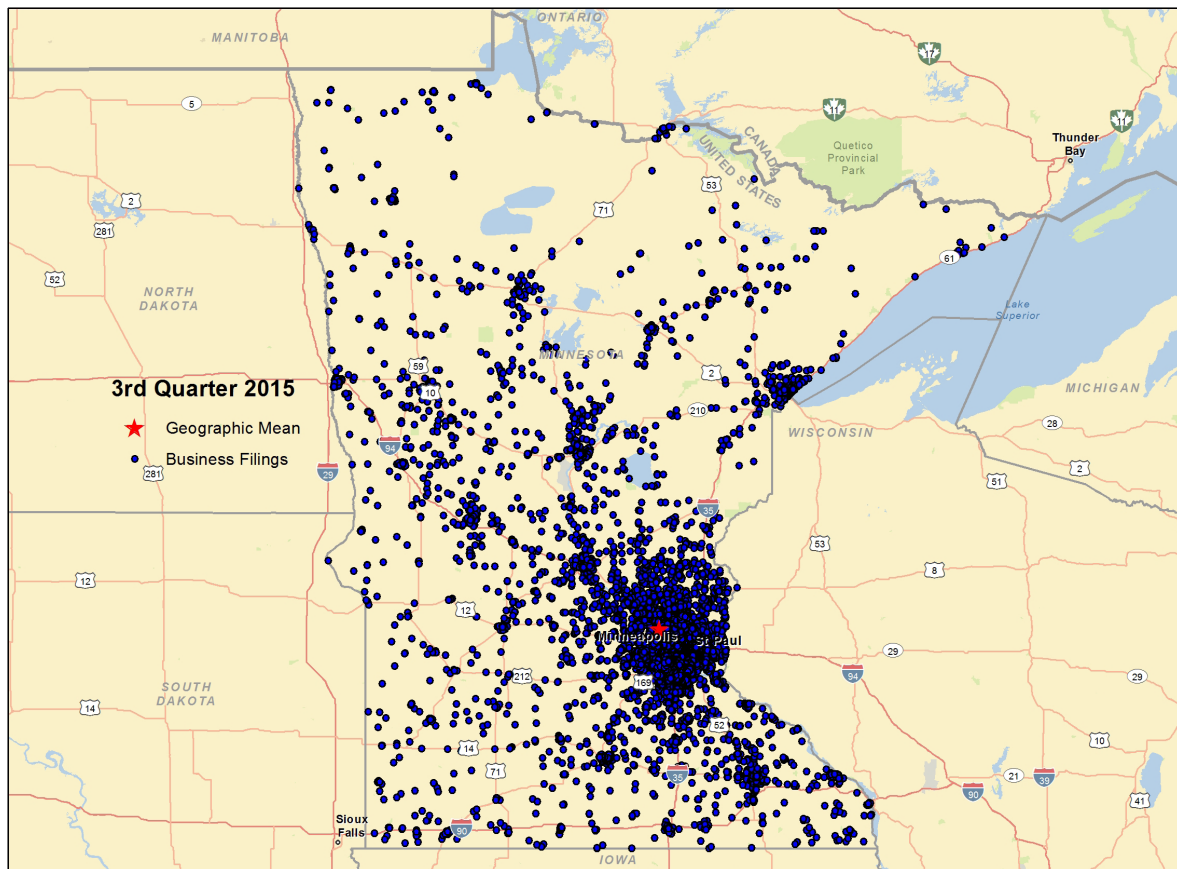 ONTARIO
MANITOBA
17
5
11
11
Thunder
Bay
CANADA
UNITED STATES
Quetico
Provincial
Park
2
53
71
281
61
52
NORTH
DAKOTA
Lake
Superior
MINNESOTA
59
2
10
3rd Quarter 2015
MICHIGAN
210
Geographic Mean
28
WISCONSIN
94
Business Filings
2
281
29
51
35
53
12
8
12
Minneapolis
St Paul
29
94
29
212
169
SOUTH
DAKOTA
14
52
14
10
71
35
21
39
90
41
Sioux
Falls
90
IOWA